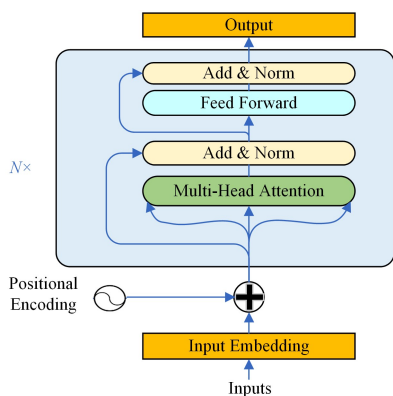 Output
Add & Norm
Feed Forward
Add & Norm
N×
Multi-Head Attention
Positional
Encoding
Input Embedding
Inputs